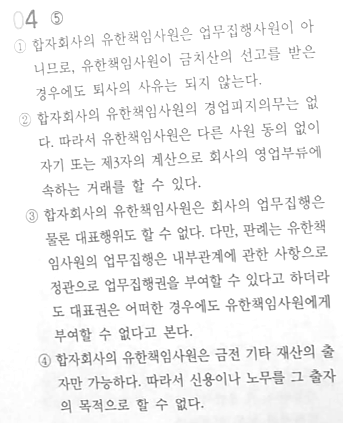 04 ⑤
① 합자회사의 유한책임사원은 업무집행사원이 아
니므로, 유한책임사원이 금치산의 선고를 받은
경우에도 퇴사의 사유는 되지 않는다.
② 합자회사의 유한책임사원의 경업피지의무는 없
다. 따라서 유한책임사원은 다른 사원 동의 없이
자기 또는 제3자의 계산으로 회사의 영업부류에
속하는 거래를 할 수 있다.
③ 합자회사의 유한책임사원은 회사의 업무집행은
물론 대표행위도 할 수 없다. 다만, 판례는 유한책
임사원의 업무집행은 내부관계에 관한 사항으로
정관으로 업무집행권을 부여할 수 있다고 하더라
도 대표권은 어떠한 경우에도 유한책임사원에게
부여할 수 없다고 본다.
④ 합자회사의 유한책임사원은 금전 기타 재산의 출
자만 가능하다. 따라서 신용이나 노무를 그 출자
의 목적으로 할 수 없다.